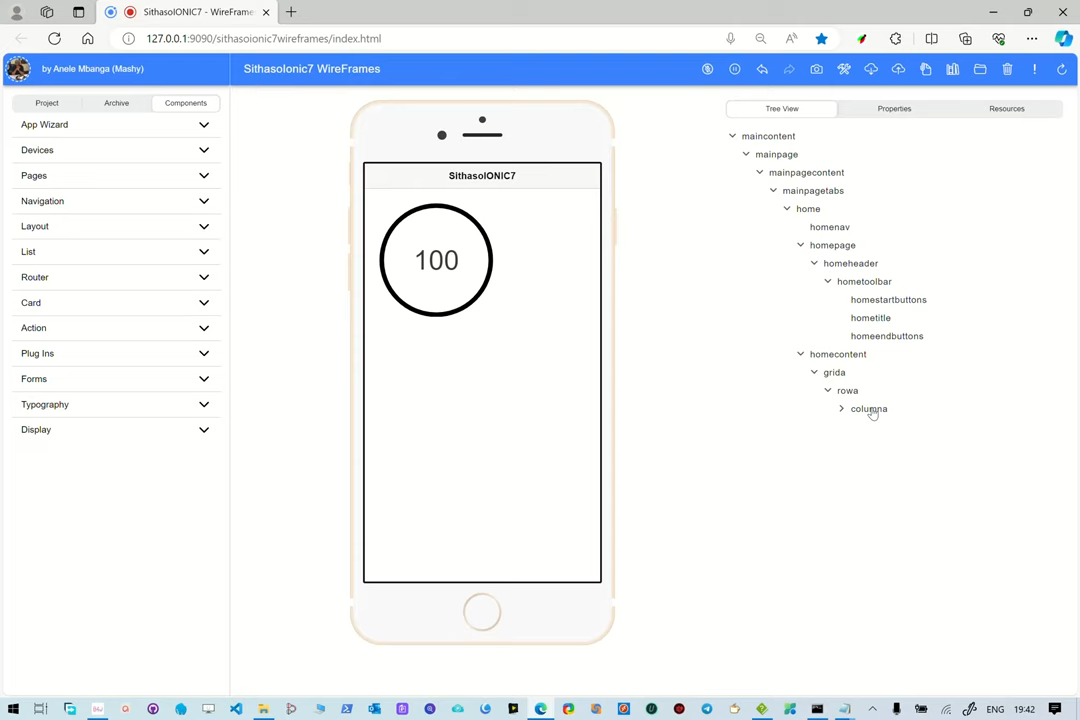 SithasoIONIC7 - WireFrame
127.0.0.1:9090/sithasoionic7wireframes/index.html
by Anele Mbanga (Mashy)
SithasoIonic7 WireFrames
Project
Archive
Components
App Wizard
Devices
Pages
Navigation
Layout
List
Router
Card
Action
Plug Ins
Forms
Typography
Display
SithasoIONIC7
100
Tree View
Properties
Resources
maincontent
mainpage
mainpagecontent
mainpagetabs
home
homenav
homepage
homeheader
hometoolbar
homestartbuttons
hometitle
homeendbuttons
homecontent
grida
rowa
columna
ENG
19:42